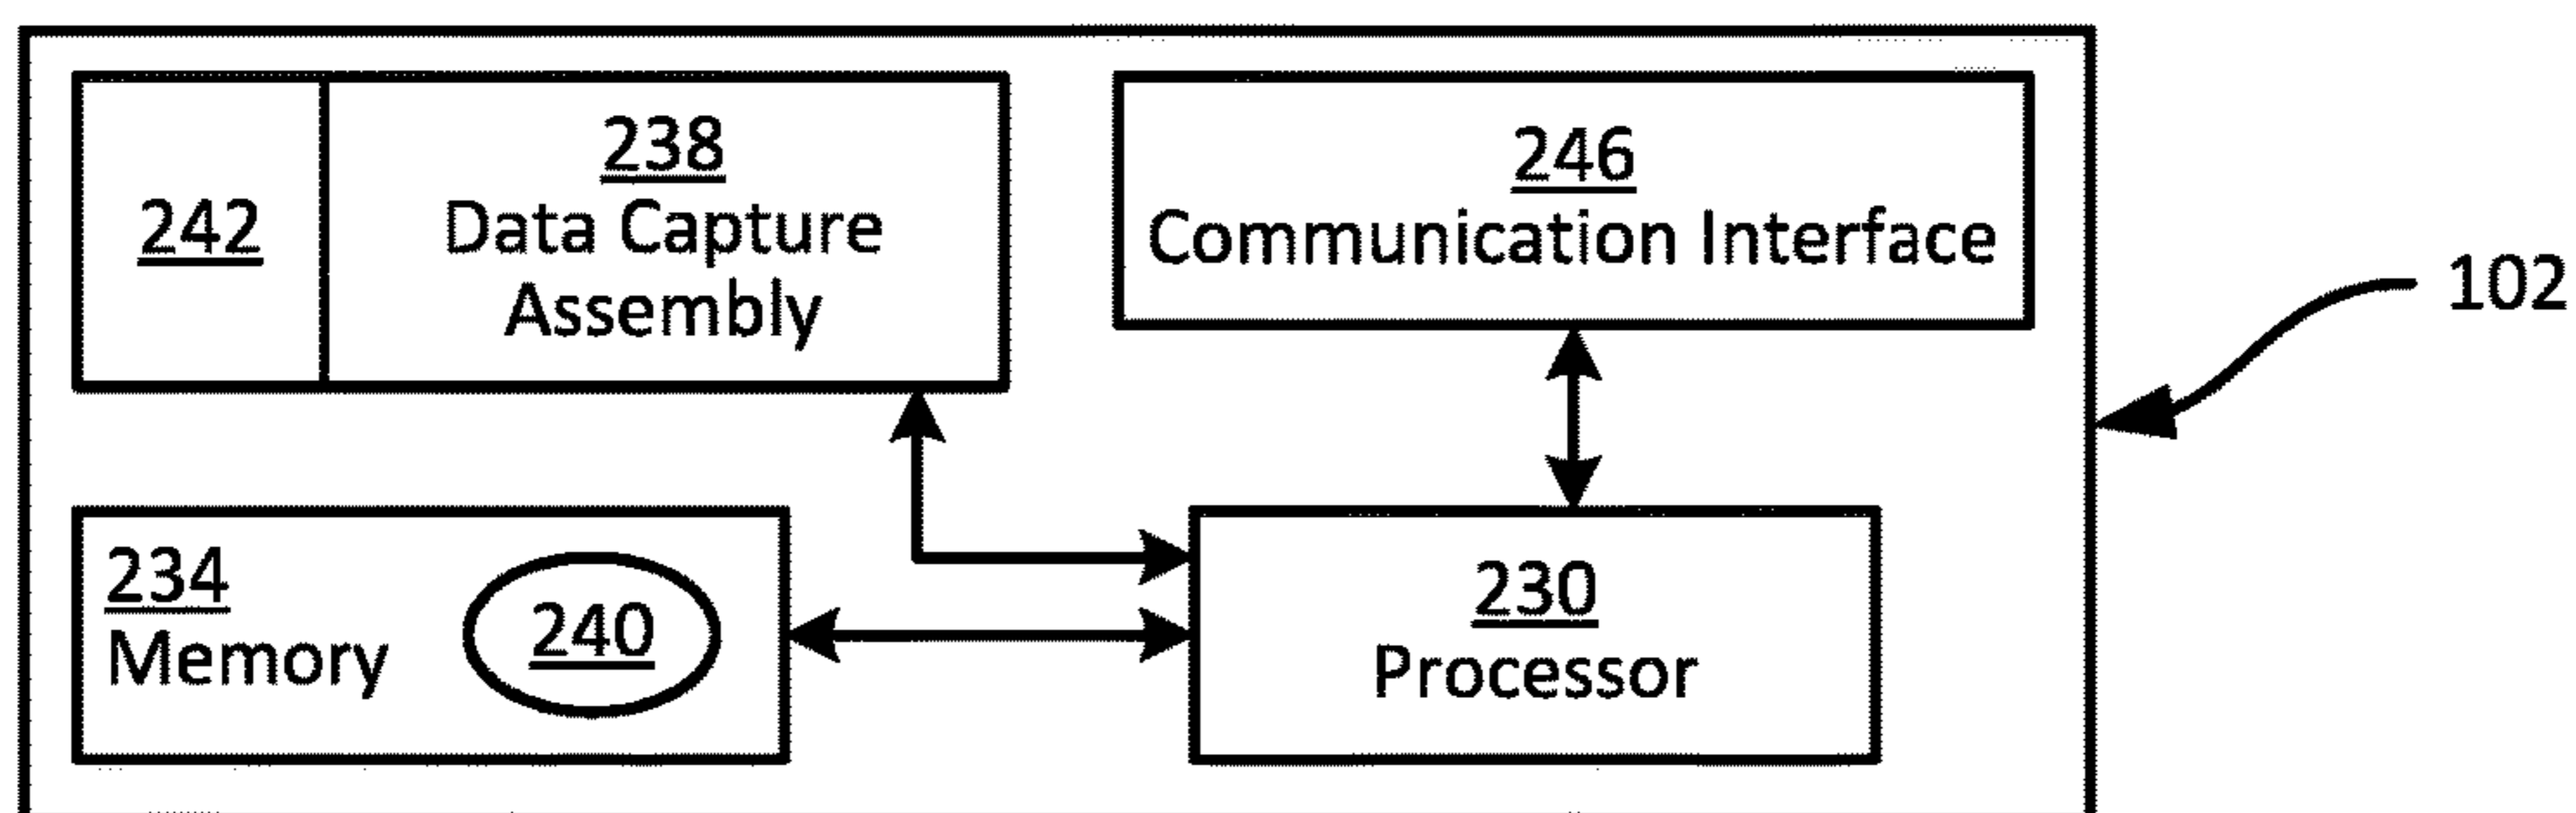 242
238
Data Capture
Assembly
246
Communication Interface
102
234
Memory
240
230
Processor